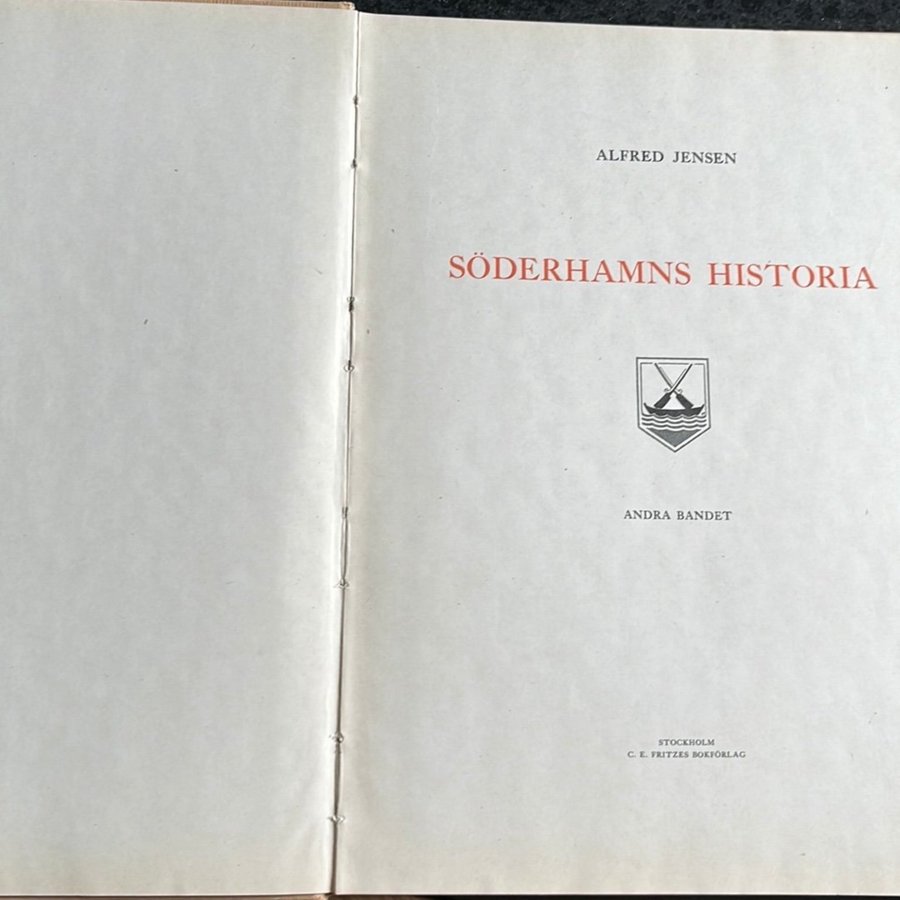 ALFRED JENSEN
SÖDERHAMNS HISTORIA
ANDRA BANDET
STOCKHOLM
C. E. FRITZES BOKFÖRLAG